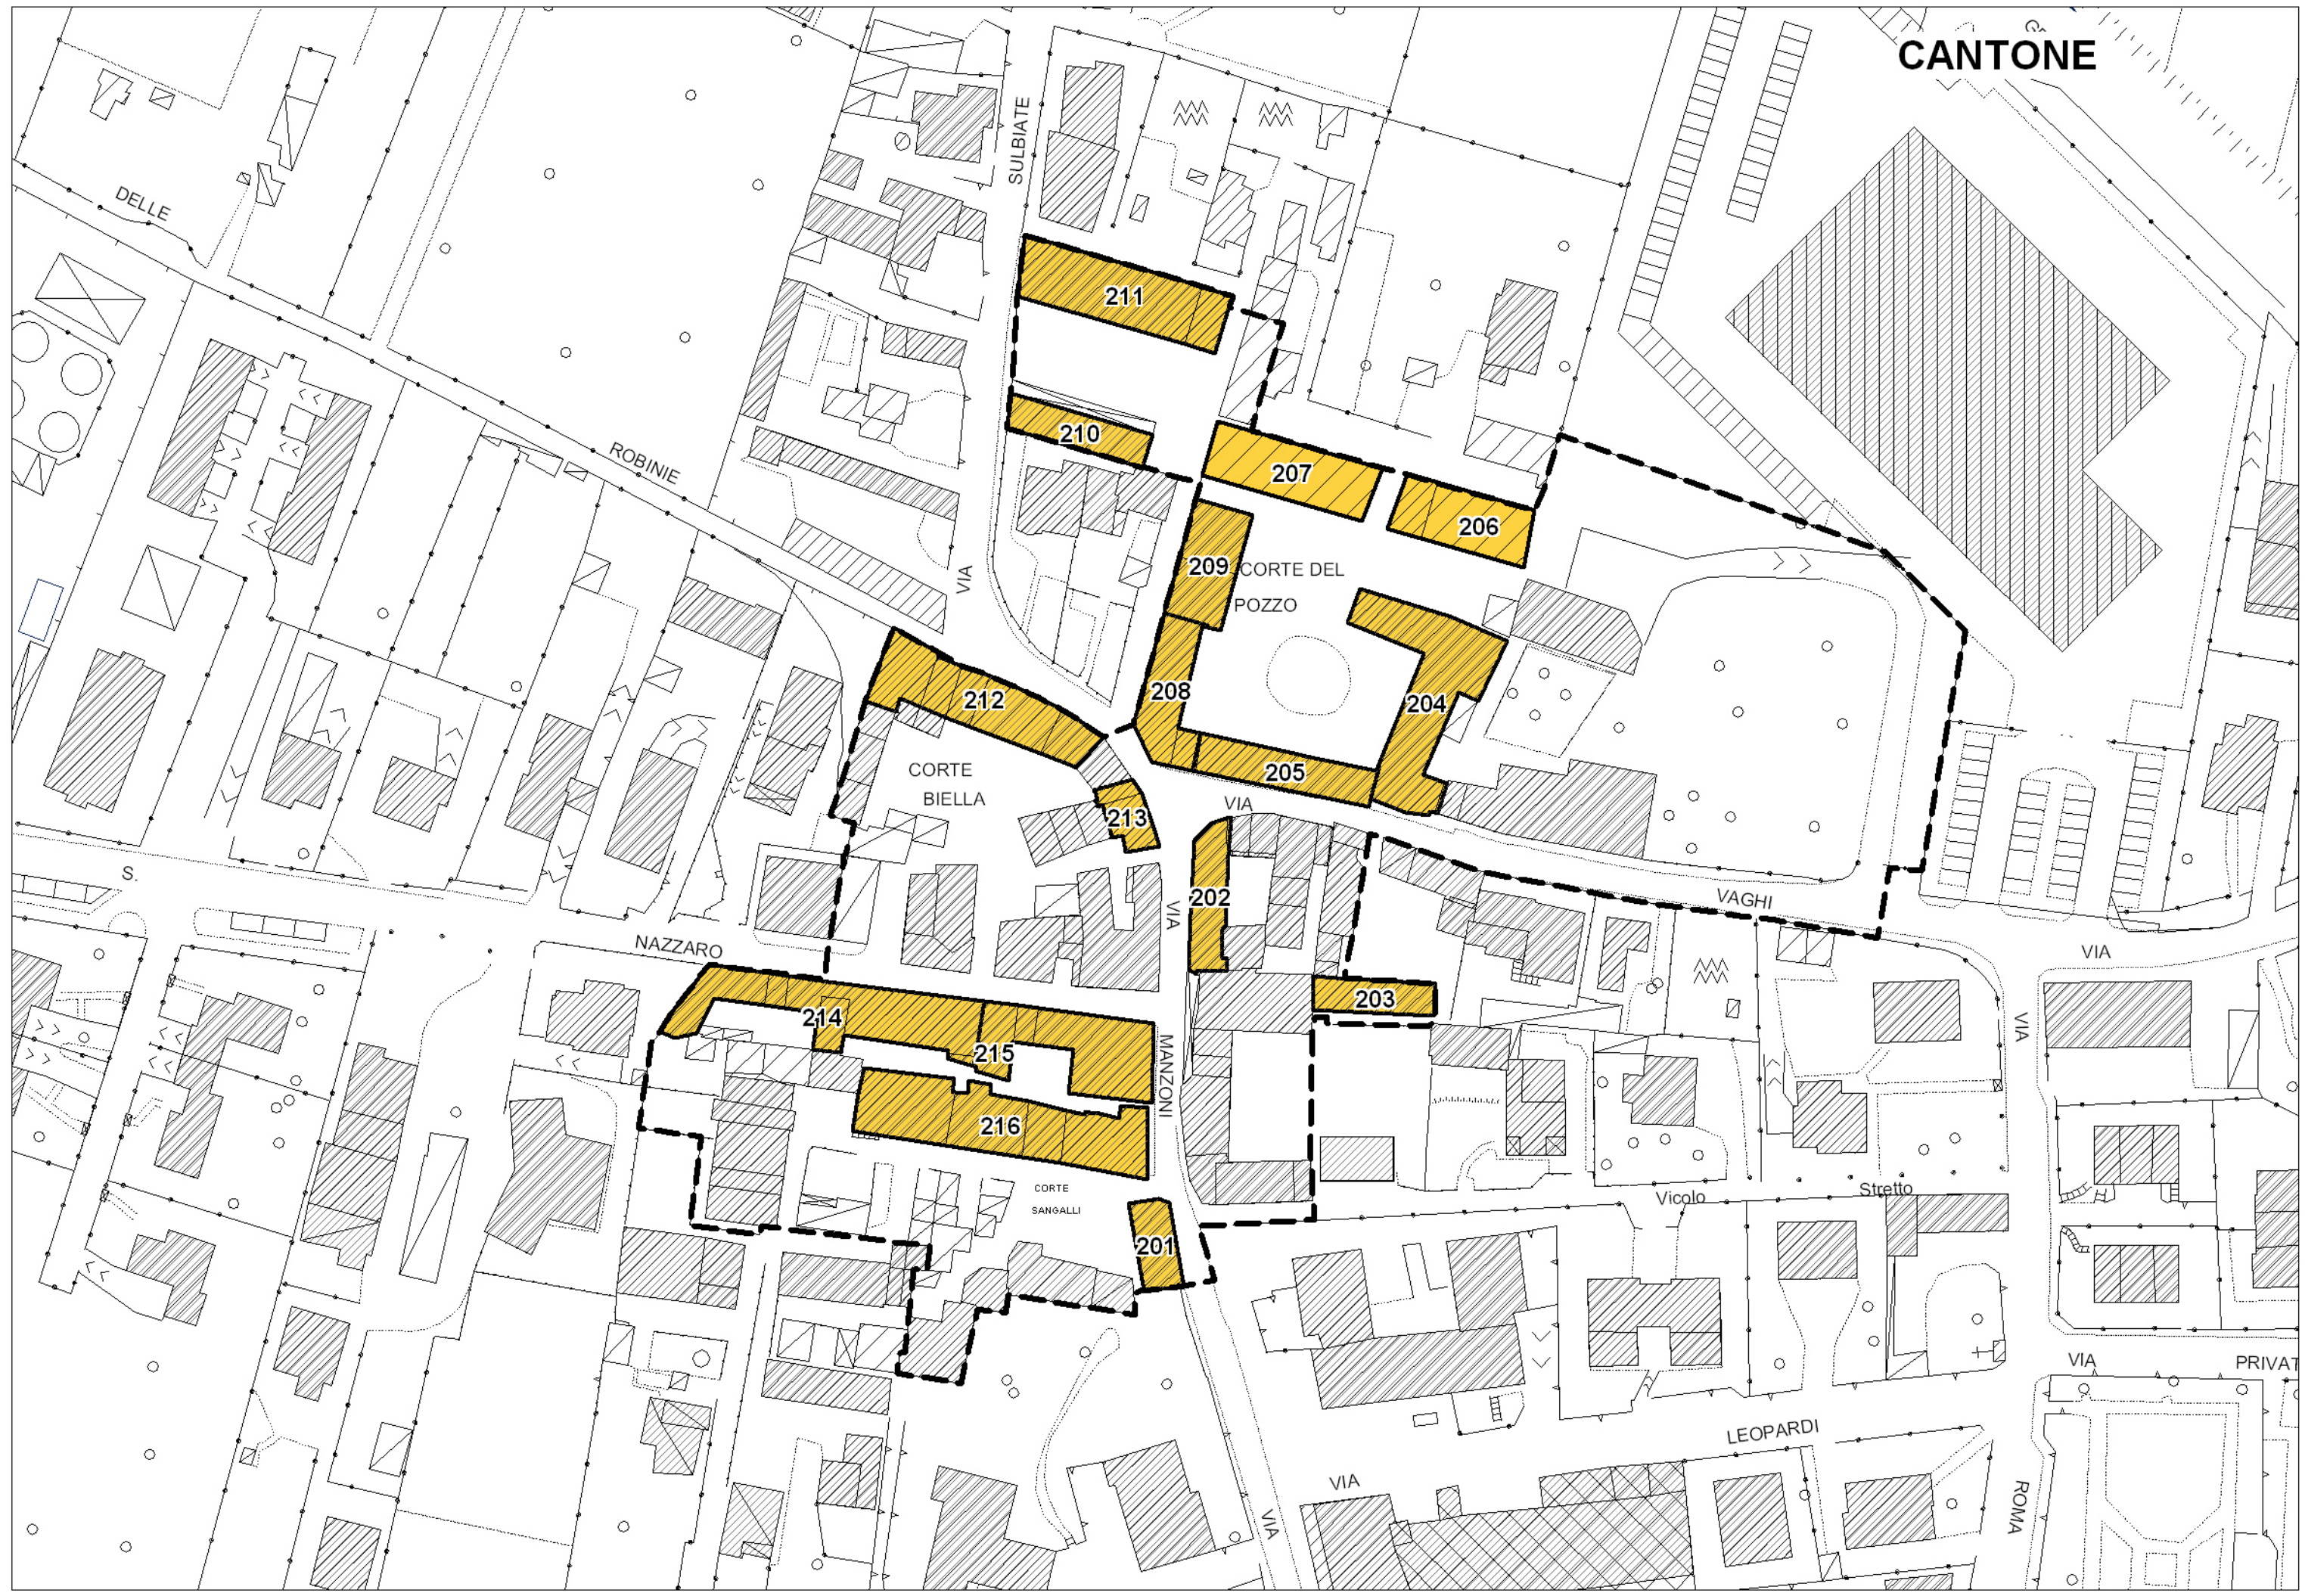 CANTONE
SULBIATE
DELLE
211
210
ROBINIE
207
206
209
CORTE DEL
POZZO
VIA
212
208
204
CORTE
BIELLA
205
213
VIA
S.
202
VAGHI
VIA
NAZZARO
VIA
203
214
215
MANZONI
VIA
216
CORTE
SANGALLI
Vicolo
Stretto
201
VIA
PRIVAT
LEOPARDI
VIA
VIA
ROMA